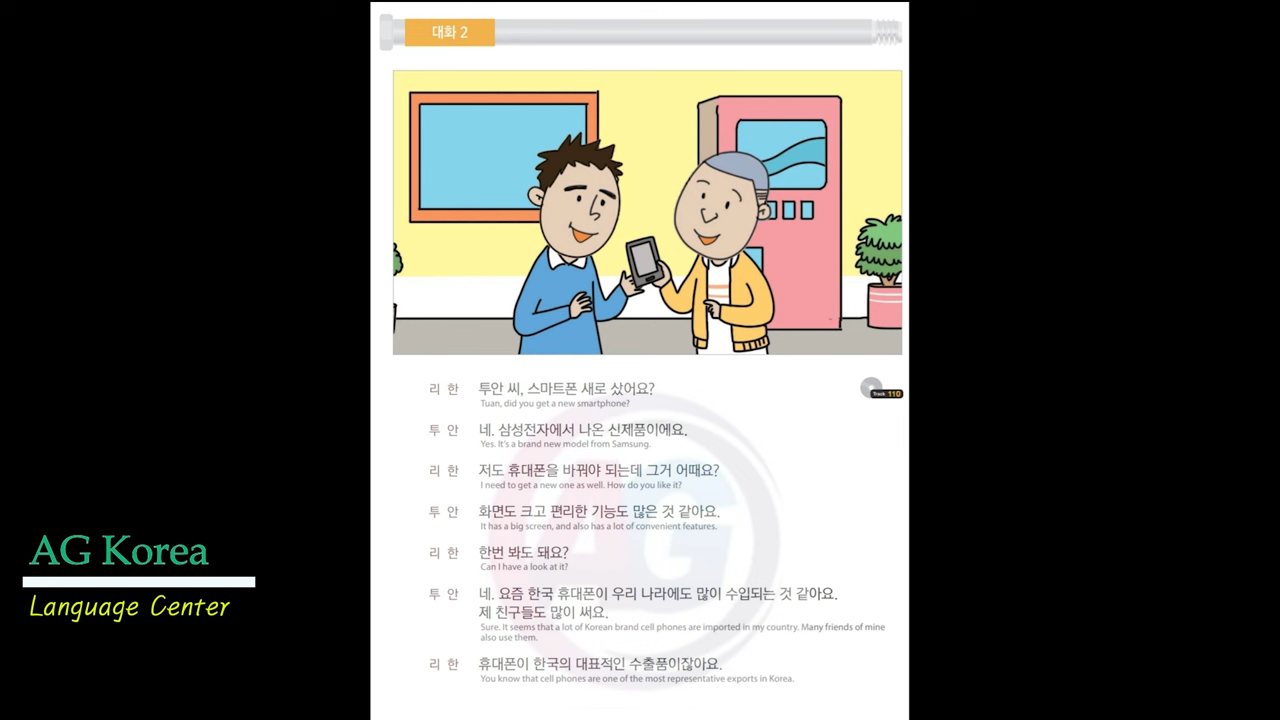 대화 2
리 한 투안 씨, 스마트폰 새로 샀어요?
Tuan, did you get a new smartphone?
Track 110
투 안 네. 삼성전자에서 나온 신제품이에요.
Yes. It's a brand new model from Samsung.
리 한 저도 휴대폰을 바꿔야 되는데 그거 어때요?
I need to get a new one as well. How do you like it?
투 안 화면도 크고 편리한 기능도 많은 것 같아요.
It has a big screen, and also has a lot of convenient features.
리 한 한번 봐도 돼요?
Can I have a look at it?
투 안 네. 요즘 한국 휴대폰이 우리 나라에도 많이 수입되는 것 같아요.
제 친구들도 많이 써요.
Sure. It seems that a lot of Korean brand cell phones are imported in my country. Many friends of mine
also use them.
리 한 휴대폰이 한국의 대표적인 수출품이잖아요.
You know that cell phones are one of the most representative exports in Korea.
AG
AG Korea
Language Center